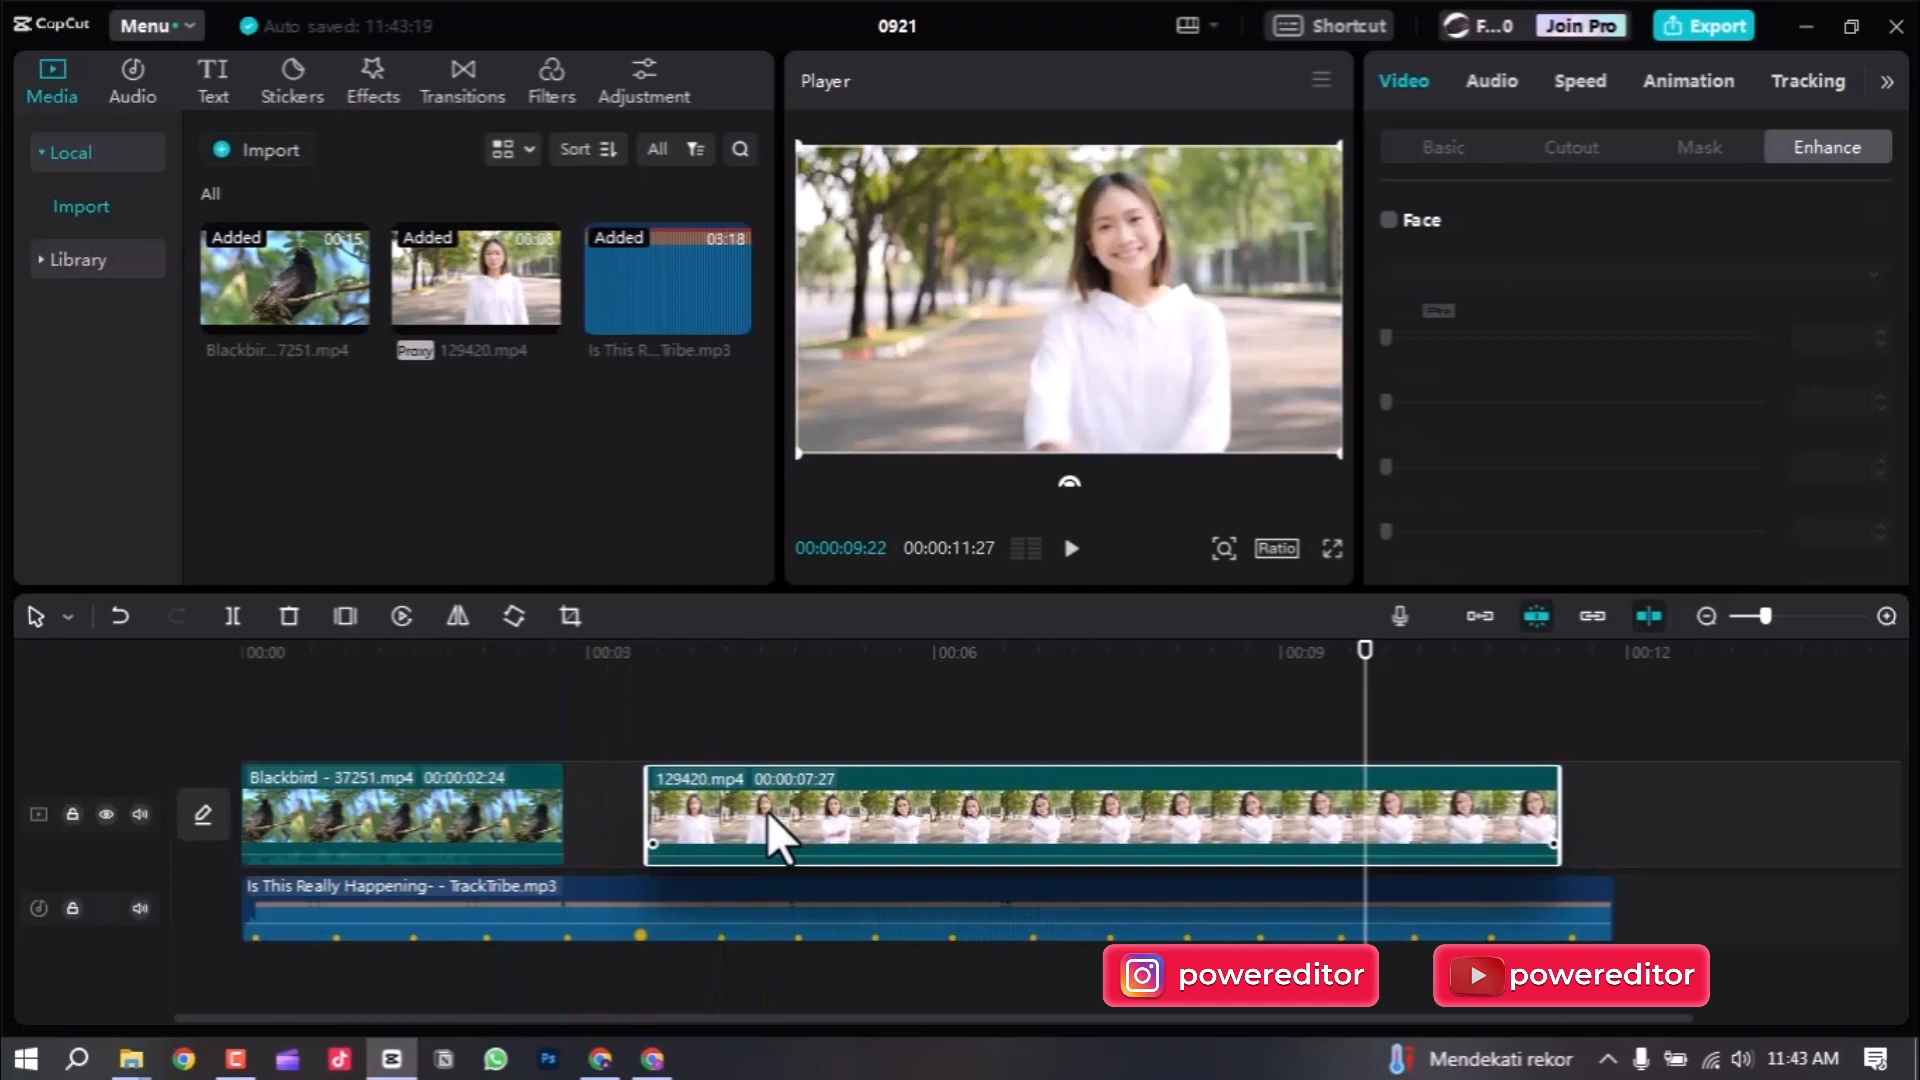 CapCut
Menu
Auto saved: 11:43:19
0921
Shortcut
F...0
Join Pro
Export
Media
Audio
Text
Stickers
Effects
Transitions
Filters
Adjustment
Player
Video
Audio
Speed
Animation
Tracking
Local
Import
Library
Import
Sort
All
All
Added
00:15
Added
00:08
Added
03:18
Blackbir...7251.mp4
Proxy
129420.mp4
Is This R...Tribe.mp3
Basic
Cutout
Mask
Enhance
Face
Pro
00:00:09:22
00:00:11:27
Ratio
00:00
00:03
00:06
00:09
00:12
Blackbird - 37251.mp4 00:00:02:24
129420.mp4 00:00:07:27
Is This Really Happening- - TrackTribe.mp3
powereditor
powereditor
Ps
Mendekati rekor
11:43 AM